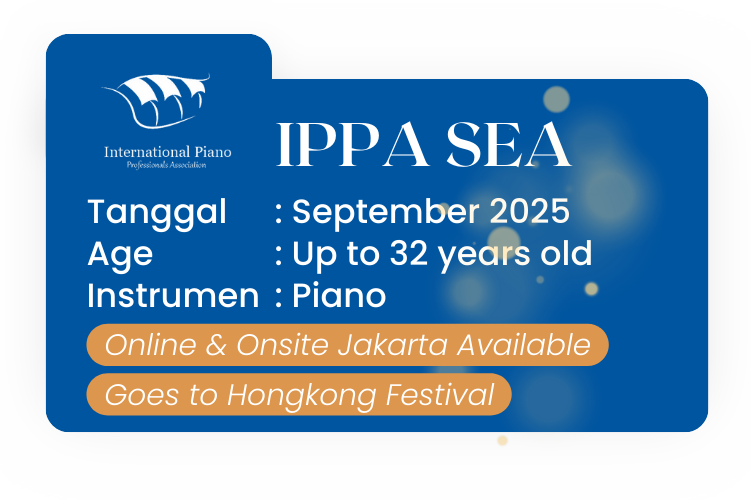 International Piano
Professionals Association
IPPA SEA
Tanggal : September 2025
Age : Up to 32 years old
Instrumen : Piano
Online & Onsite Jakarta Available
Goes to Hongkong Festival